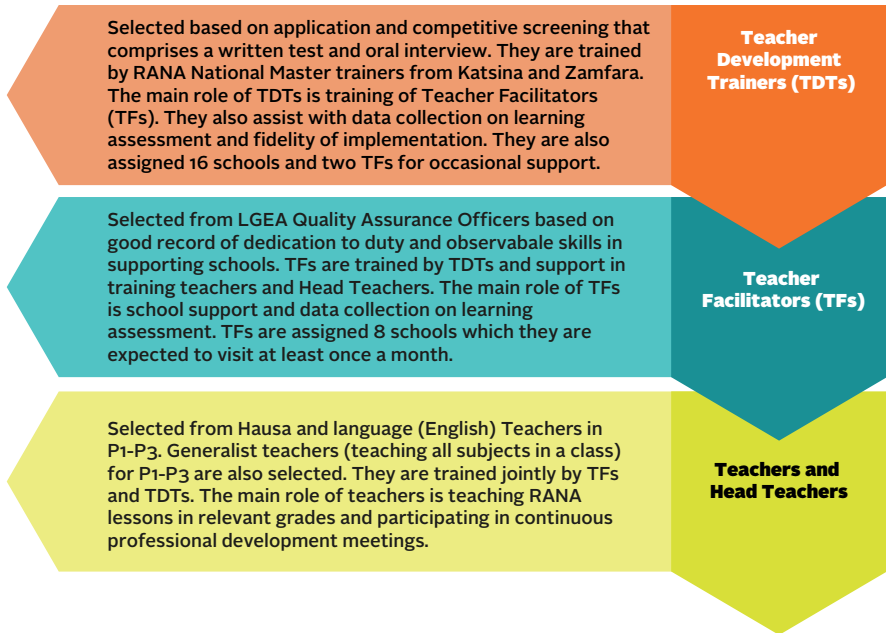 Selected based on application and competitive screening that
comprises a written test and oral interview. They are trained
by RANA National Master trainers from Katsina and Zamfara.
The main role of TDTs is training of Teacher Facilitators
(TFs). They also assist with data collection on learning
assessment and fidelity of implementation. They are also
assigned 16 schools and two TFs for occasional support.
Teacher
Development
Trainers (TDTs)
Selected from LGEA Quality Assurance Officers based on
good record of dedication to duty and observabale skills in
supporting schools. TFs are trained by TDTs and support in
training teachers and Head Teachers. The main role of TFs
is school support and data collection on learning
assessment. TFs are assigned 8 schools which they are
expected to visit at least once a month.
Teacher
Facilitators (TFs)
Selected from Hausa and language (English) Teachers in
P1-P3. Generalist teachers (teaching all subjects in a class)
for P1-P3 are also selected. They are trained jointly by TFs
and TDTs. The main role of teachers is teaching RANA
lessons in relevant grades and participating in continuous
professional development meetings.
Teachers and
Head Teachers